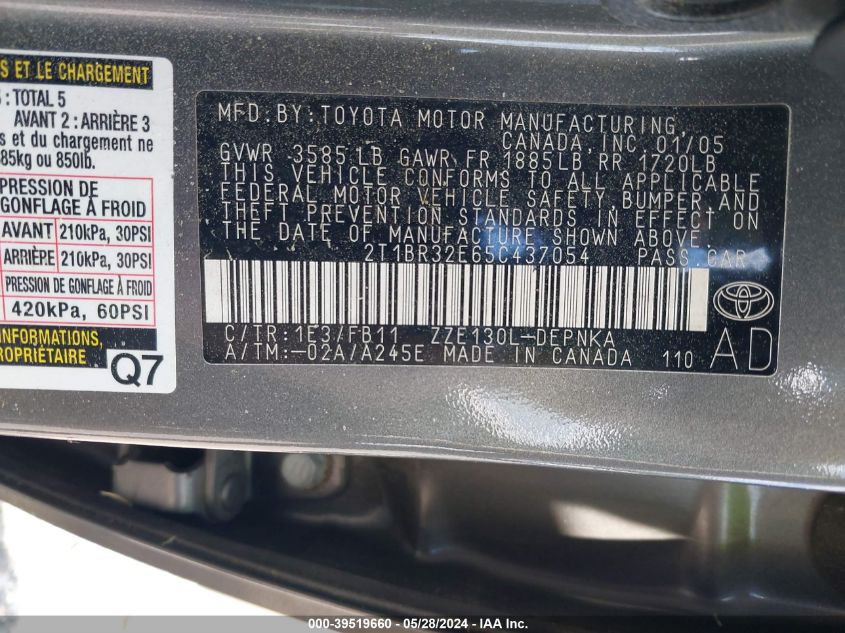 S ET LE CHARGEMENT
: TOTAL 5
AVANT 2 : ARRIÈRE 3
s et du chargement ne
85kg ou 850lb.
PRESSION DE
GONFLAGE À FROID
AVANT 210kPa, 30PSI
ARRIÈRE 210kPa, 30PSI
PRESSION DE GONFLAGE À FROID
420kPa, 60PSI
INFORMATIONS,
PROPRIÉTAIRE
Q7
MFD. BY: TOYOTA MOTOR MANUFACTURING,
CANADA, INC. 01/05
GVWR 3585 LB GAWR FR 1885LB RR 1720LB
THIS VEHICLE CONFORMS TO ALL APPLICABLE
FEDERAL MOTOR VEHICLE SAFETY, BUMPER, AND
THEFT PREVENTION STANDARDS IN EFFECT ON
THE DATE OF MANUFACTURE SHOWN ABOVE.
2T1BR32E65C437054 PASS. CAR
C/TR: 1E3/FB11 ZZE130L-DEPNKA
A/TM:-02A/A245E MADE IN CANADA 110
AD
TOYOTA
000-39519660 - 05/28/2024 - IAAI.com